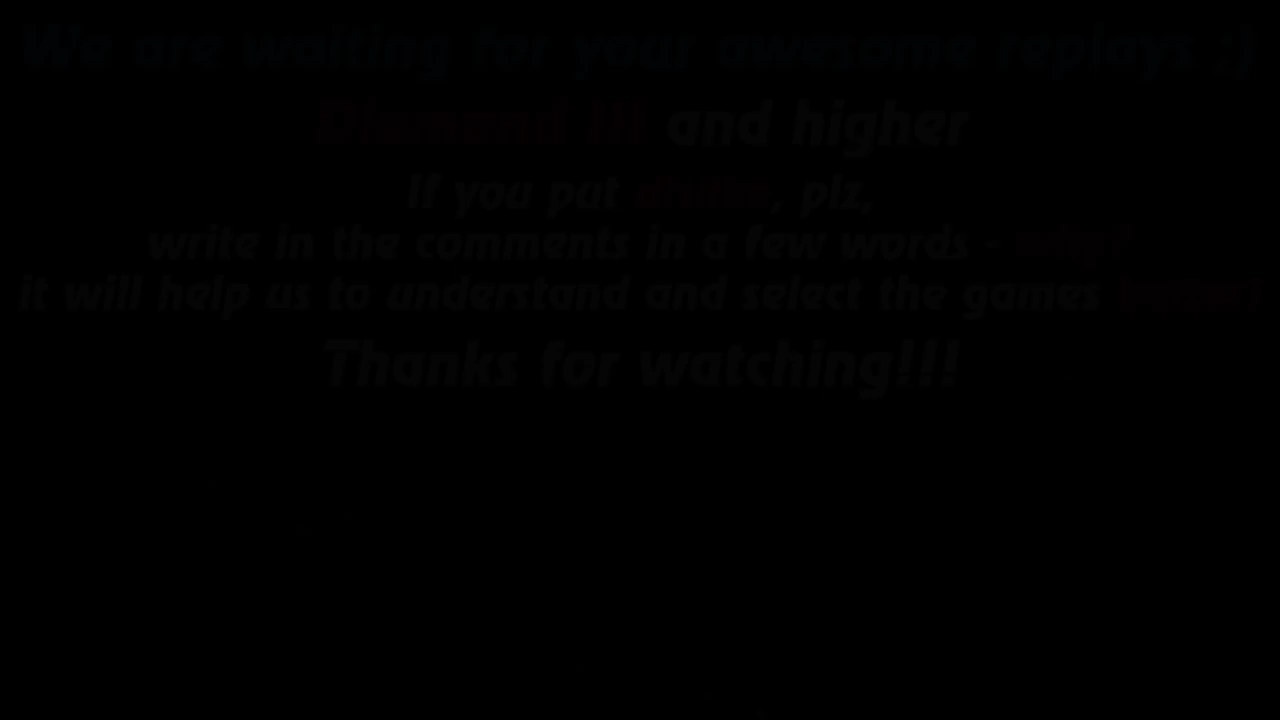 We are waiting for your awesome replays ;)
Diamond III and higher
If you put dislike, plz,
write in the comments in a few words - why?
it will help us to understand and select the games better!
Thanks for watching!!!